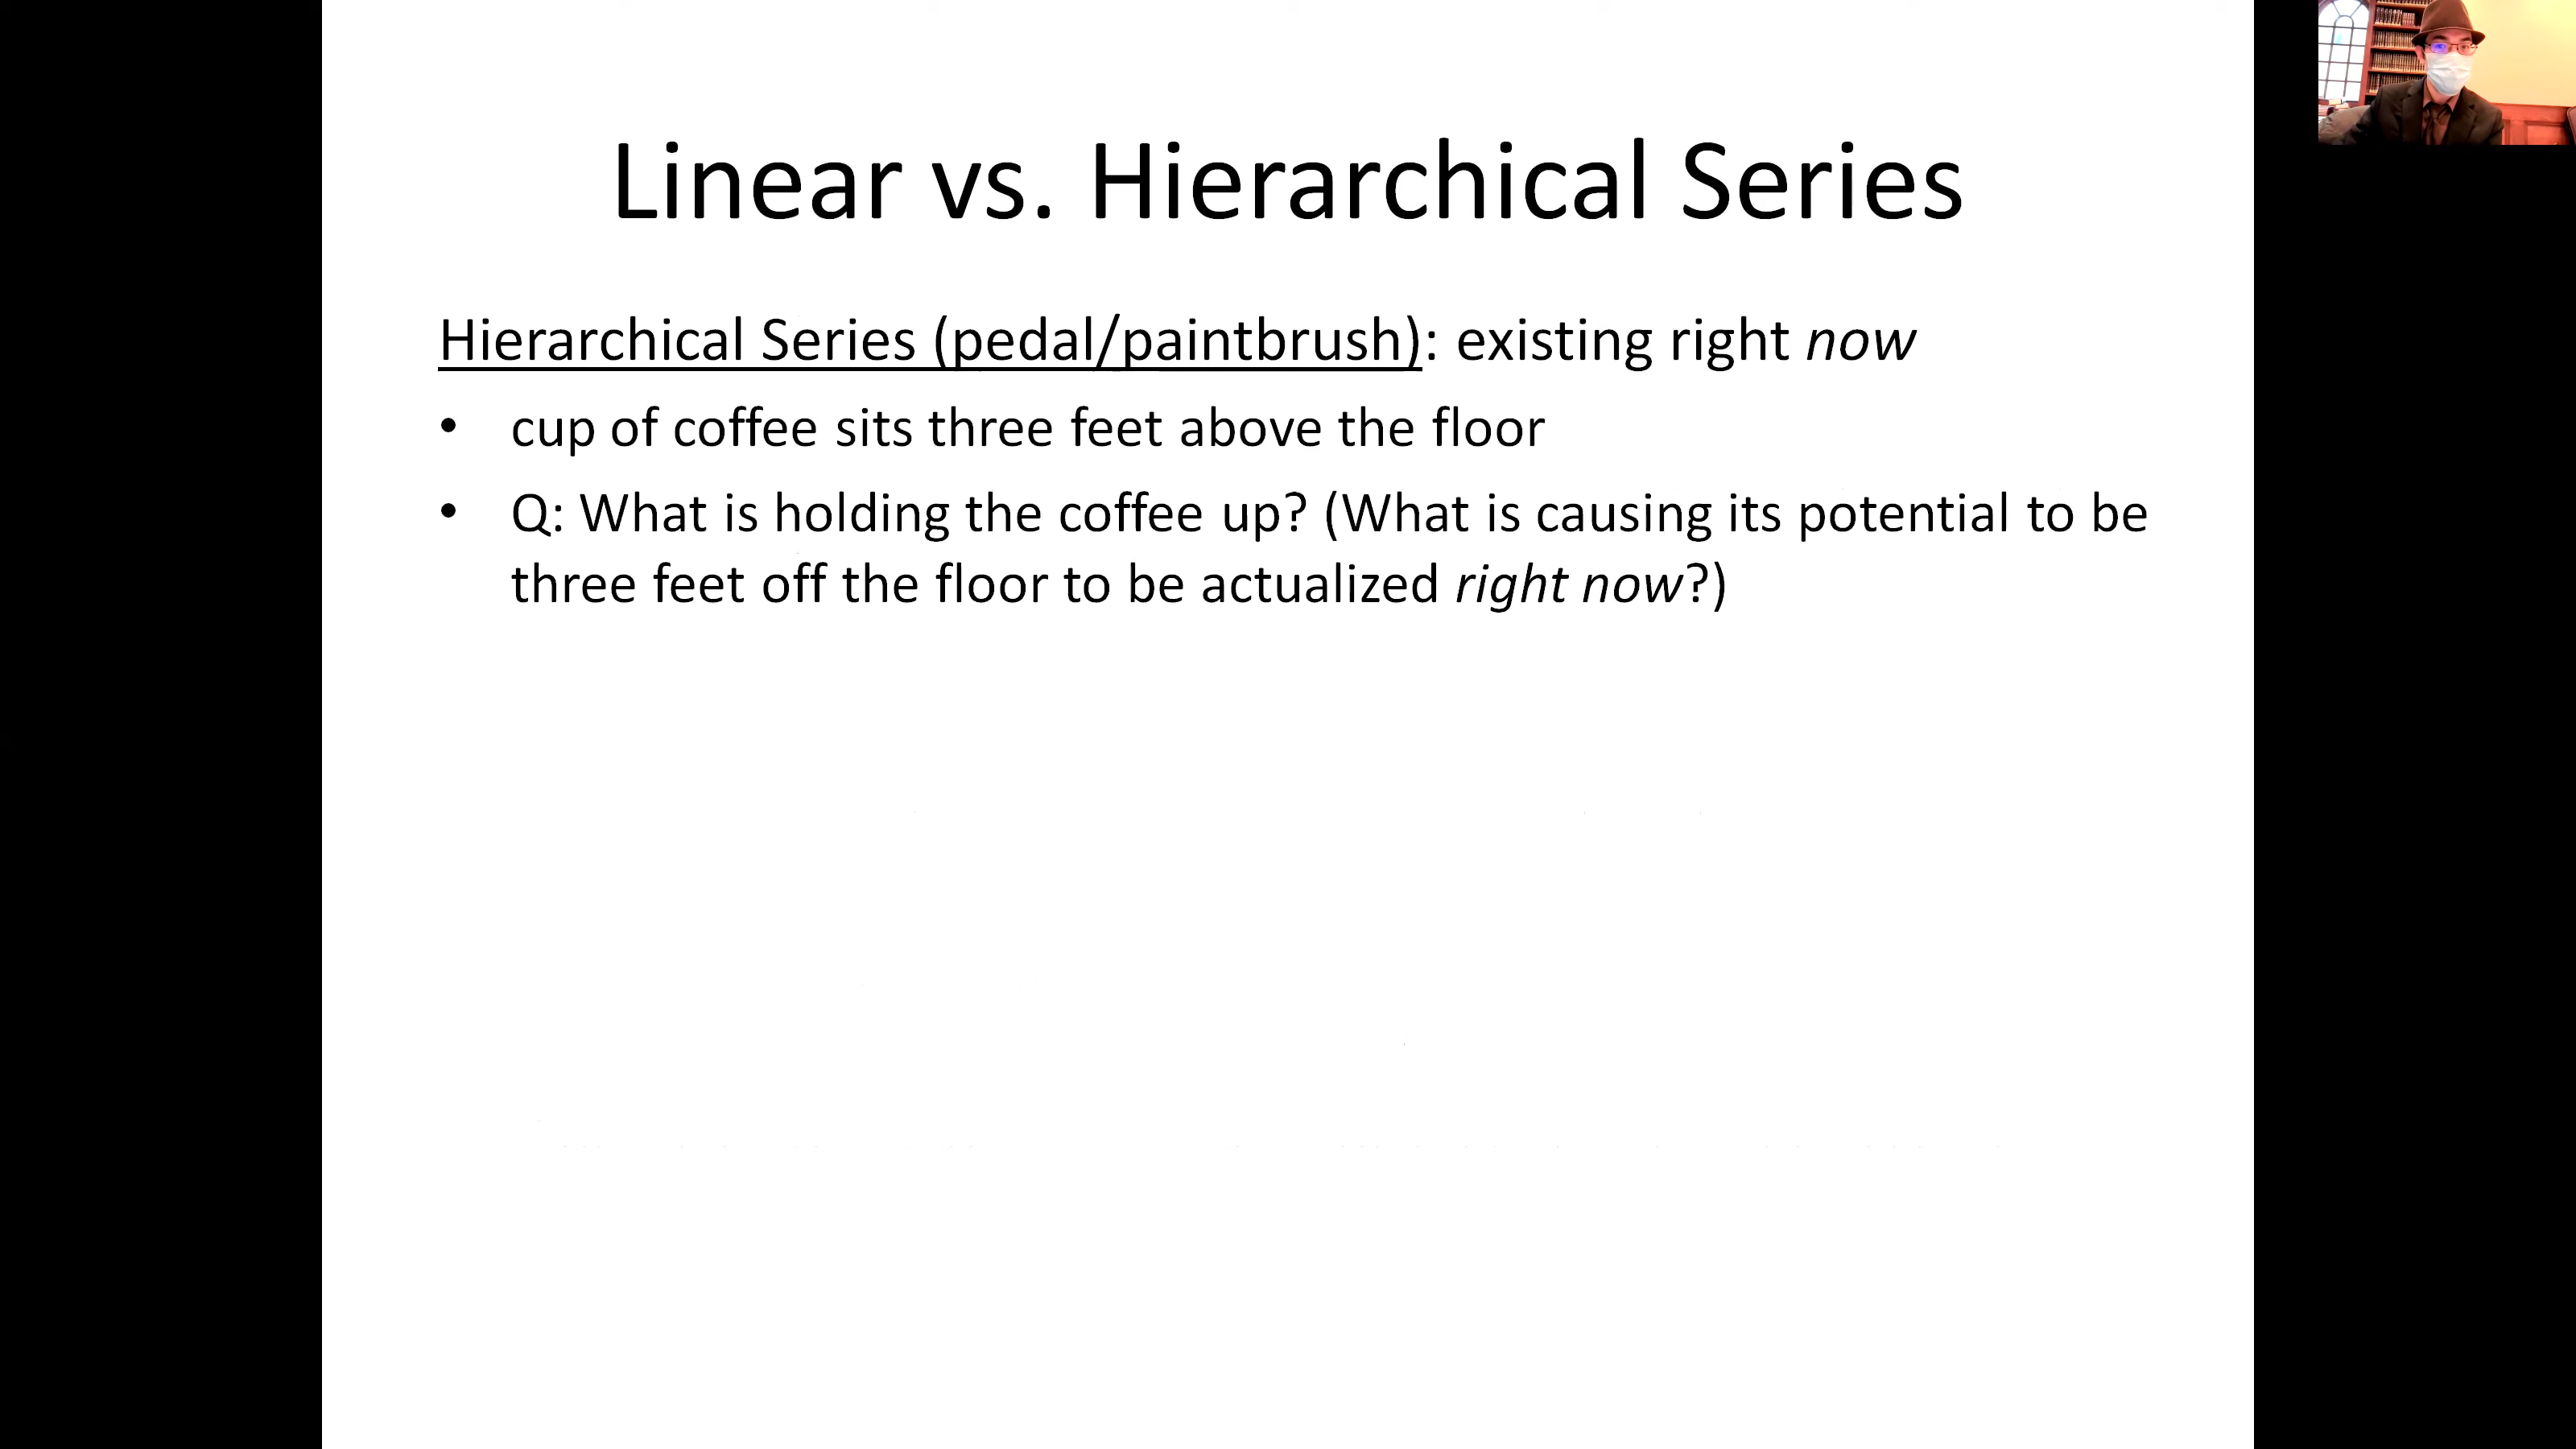 Linear vs. Hierarchical Series
Hierarchical Series (pedal/paintbrush): existing right now
• cup of coffee sits three feet above the floor
• Q: What is holding the coffee up? (What is causing its potential to be
three feet off the floor to be actualized right now?)